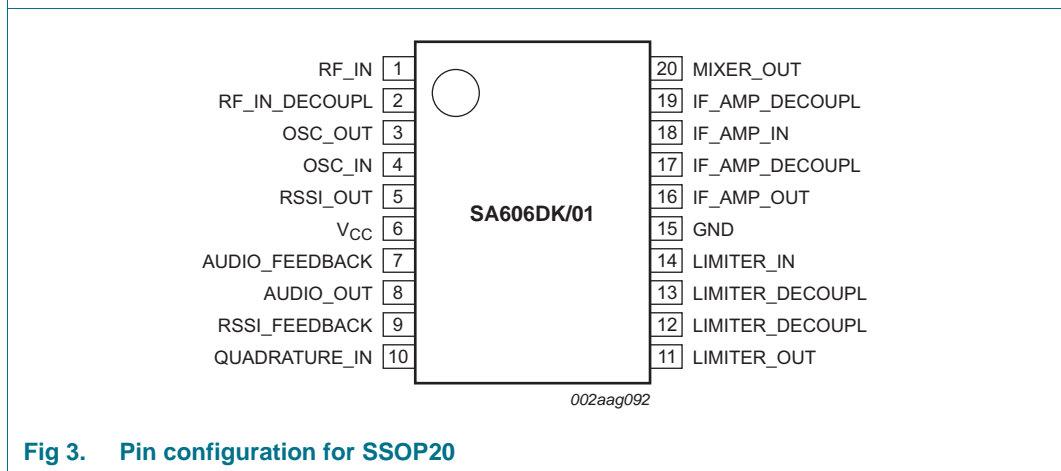 RF_IN 1 20 MIXER_OUT
RF_IN_DECOUPL 2 19 IF_AMP_DECOUPL
OSC_OUT 3 18 IF_AMP_IN
OSC_IN 4 17 IF_AMP_DECOUPL
RSSI_OUT 5 16 IF_AMP_OUT
SA606DK/01
VCC 6 15 GND
AUDIO_FEEDBACK 7 14 LIMITER_IN
AUDIO_OUT 8 13 LIMITER_DECOUPL
RSSI_FEEDBACK 9 12 LIMITER_DECOUPL
QUADRATURE_IN 10 11 LIMITER_OUT
002aag092
Fig 3. Pin configuration for SSOP20